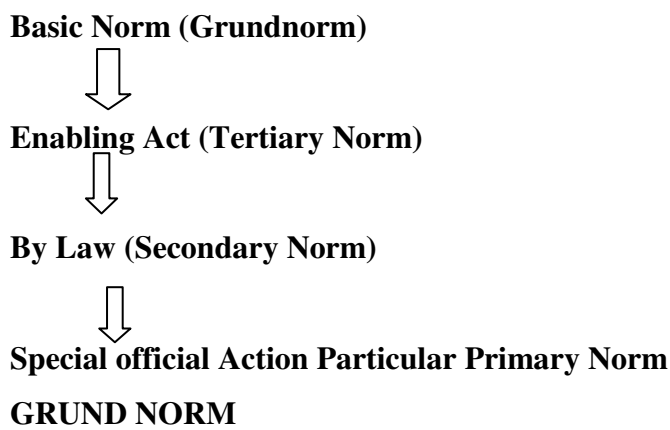 Basic Norm (Grundnorm)
Enabling Act (Tertiary Norm)
By Law (Secondary Norm)
Special official Action Particular Primary Norm
GRUND NORM